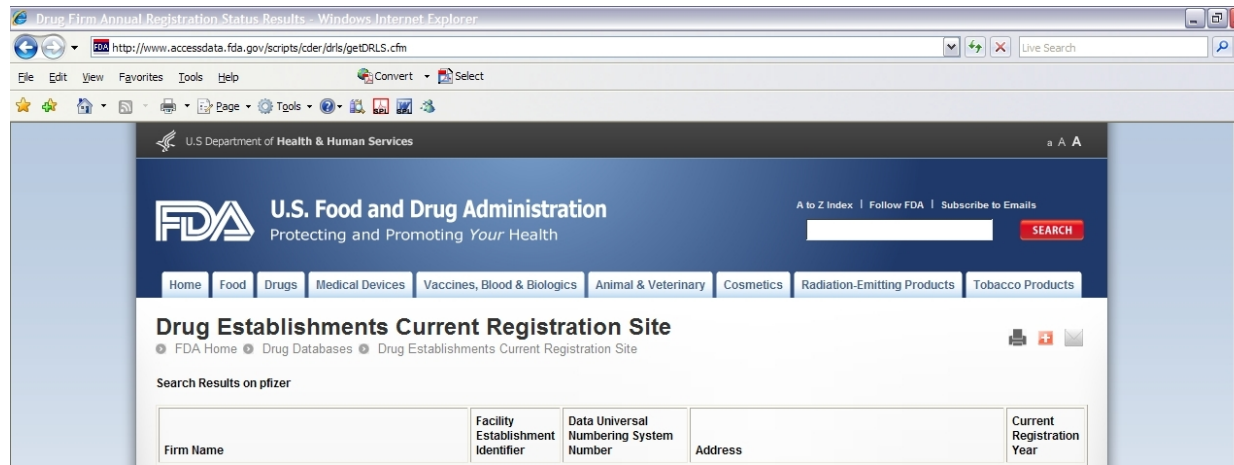 Drug Firm Annual Registration Status Results - Windows Internet Explorer
FDA http://www.accessdata.fda.gov/scripts/cder/drls/getDRLS.cfm Live Search
File Edit View Favorites Tools Help Convert Select
Page Tools
U.S Department of Health & Human Services a A A
FDA U.S. Food and Drug Administration
Protecting and Promoting Your Health
A to Z Index | Follow FDA | Subscribe to Emails
SEARCH
Home Food Drugs Medical Devices Vaccines, Blood & Biologics Animal & Veterinary Cosmetics Radiation-Emitting Products Tobacco Products
Drug Establishments Current Registration Site
FDA Home Drug Databases Drug Establishments Current Registration Site
Search Results on pfizer
Firm Name
Facility
Establishment
Identifier
Data Universal
Numbering System
Number
Address
Current
Registration
Year